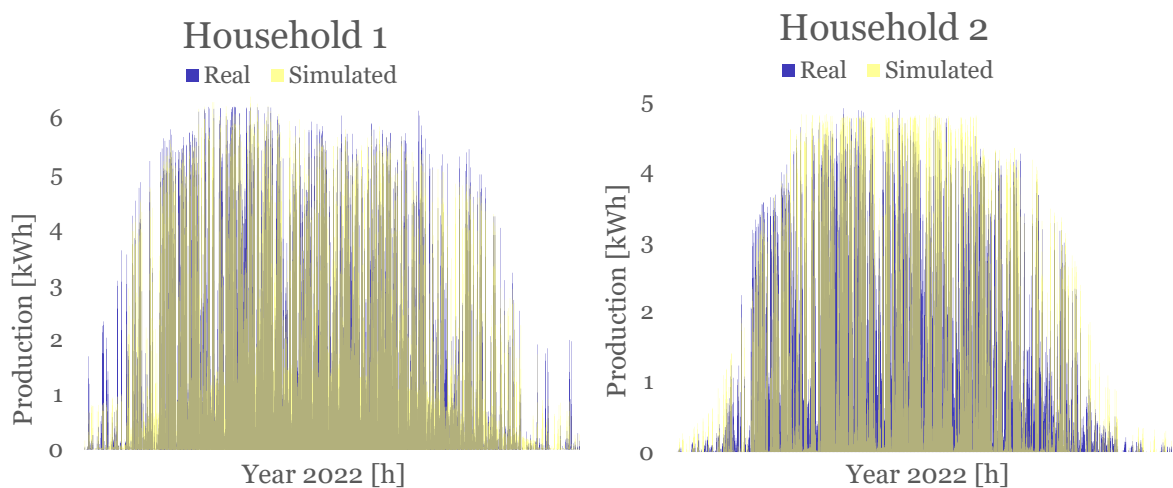 Household 1
Real Simulated
Production [kWh]
6
5
4
3
2
1
0
Year 2022 [h]
Household 2
Real Simulated
Production [kWh]
5
4
3
2
1
0
Year 2022 [h]